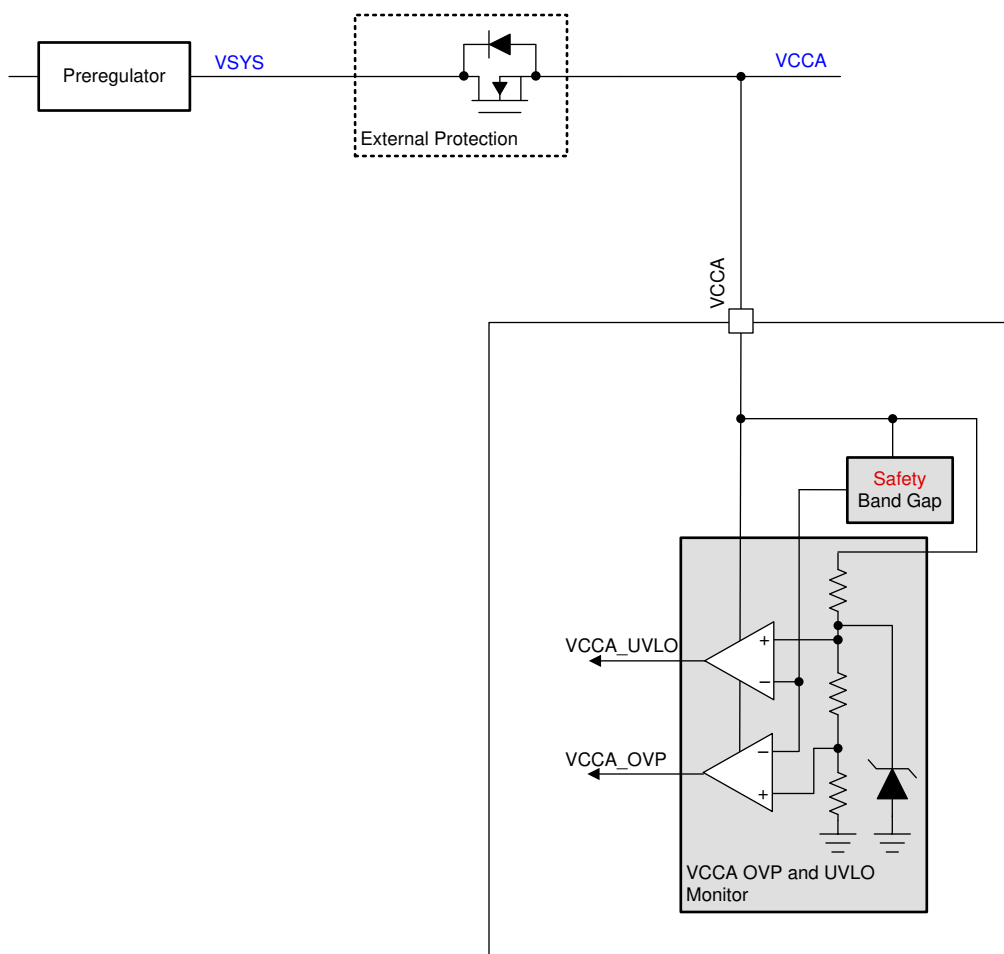 Preregulator
VSYS
VCCA
External Protection
VCCA
Safety
Band Gap
VCCA_UVLO
+
−
VCCA_OVP
−
+
VCCA OVP and UVLO
Monitor